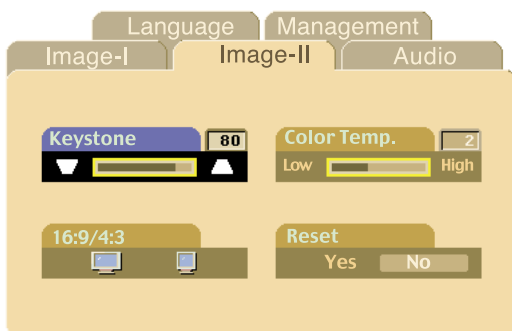 Language Management
Image-I Image-II Audio
Keystone 80
Color Temp. 2
Low High
16:9/4:3
Reset
Yes No